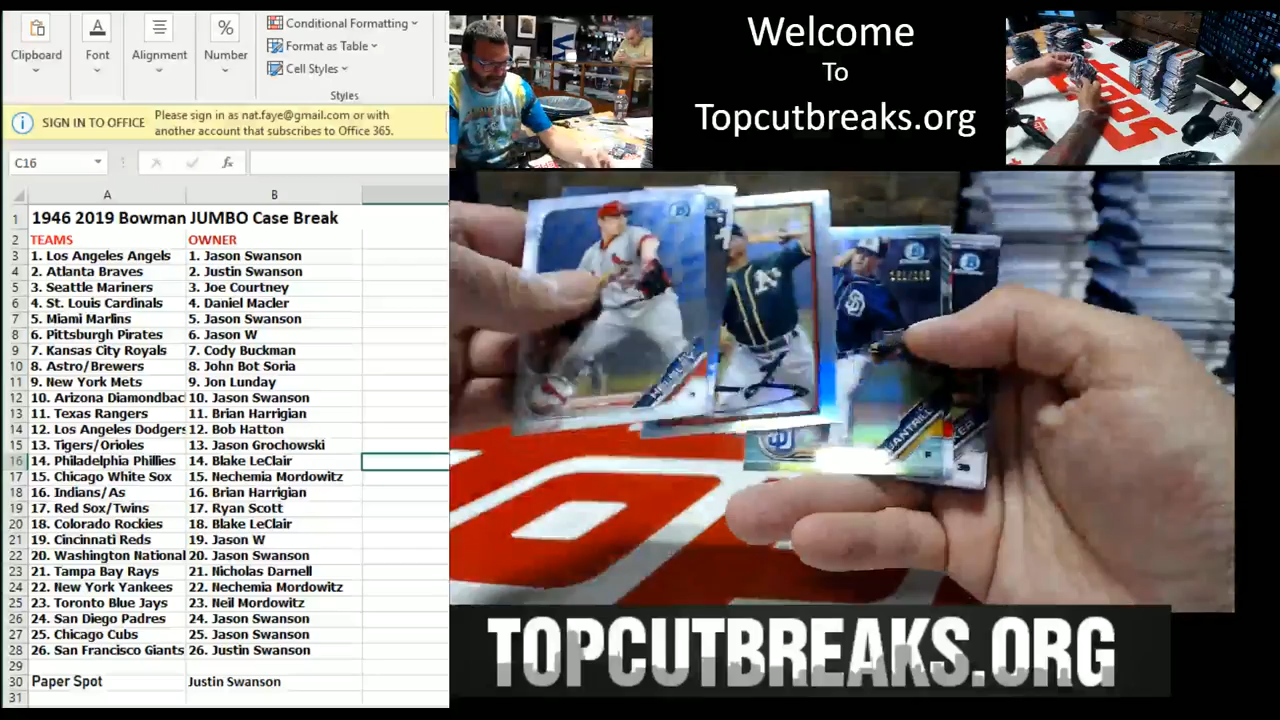 Clipboard
Font
Alignment
Number
Conditional Formatting
Format as Table
Cell Styles
Styles
SIGN IN TO OFFICE
Please sign in as nat.faye@gmail.com or with
another account that subscribes to Office 365.
C16
fx
A B
1 1946 2019 Bowman JUMBO Case Break
2 TEAMS OWNER
3 1. Los Angeles Angels 1. Jason Swanson
4 2. Atlanta Braves 2. Justin Swanson
5 3. Seattle Mariners 3. Joe Courtney
6 4. St. Louis Cardinals 4. Daniel Macler
7 5. Miami Marlins 5. Jason Swanson
8 6. Pittsburgh Pirates 6. Jason W
9 7. Kansas City Royals 7. Cody Buckman
10 8. Astro/Brewers 8. John Bot Soria
11 9. New York Mets 9. Jon Lunday
12 10. Arizona Diamondbac 10. Jason Swanson
13 11. Texas Rangers 11. Brian Harrigian
14 12. Los Angeles Dodgers 12. Bob Hatton
15 13. Tigers/Orioles 13. Jason Grochowski
16 14. Philadelphia Phillies 14. Blake LeClair
17 15. Chicago White Sox 15. Nechemia Mordowitz
18 16. Indians/As 16. Brian Harrigian
19 17. Red Sox/Twins 17. Ryan Scott
20 18. Colorado Rockies 18. Blake LeClair
21 19. Cincinnati Reds 19. Jason W
22 20. Washington National 20. Jason Swanson
23 21. Tampa Bay Rays 21. Nicholas Darnell
24 22. New York Yankees 22. Nechemia Mordowitz
25 23. Toronto Blue Jays 23. Neil Mordowitz
26 24. San Diego Padres 24. Jason Swanson
27 25. Chicago Cubs 25. Jason Swanson
28 26. San Francisco Giants 26. Justin Swanson
29
30 Paper Spot Justin Swanson
31
Welcome
To
Topcutbreaks.org
TOPCUTBREAKS.ORG